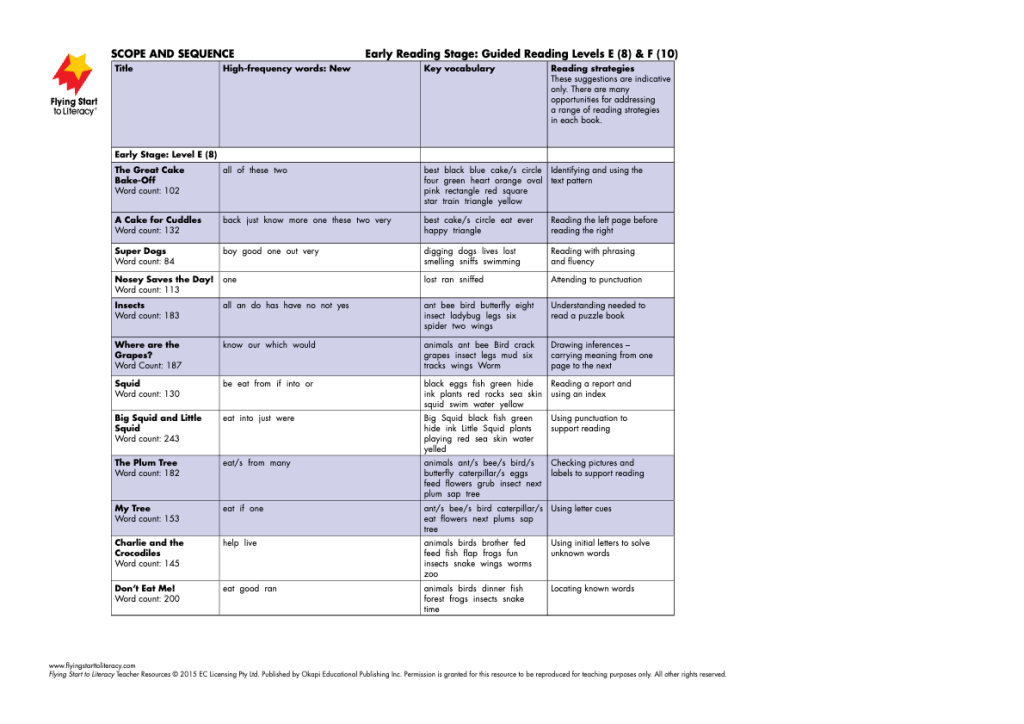 SCOPE AND SEQUENCE
Early Reading Stage: Guided Reading Levels E (8) & F (10)
Flying Start
to Literacy™
Title
High-frequency words: New
Key vocabulary
Reading strategies
These suggestions are indicative
only. There are many
opportunities for addressing
a range of reading strategies
in each book.
Early Stage: Level E (8)
The Great Cake
Bake-Off
Word count: 102
all of these two
best black blue cake/s circle
four green heart orange oval
pink rectangle red square
star train triangle yellow
Identifying and using the
text pattern
A Cake for Cuddles
Word count: 132
back just know more one these two very
best cake/s circle eat ever
happy triangle
Reading the left page before
reading the right
Super Dogs
Word count: 84
boy good one out very
digging dogs lives lost
smelling sniffs swimming
Reading with phrasing
and fluency
Nosey Saves the Day!
Word count: 113
one
lost ran sniffed
Attending to punctuation
Insects
Word count: 183
all an do has have no not yes
ant bee bird butterfly eight
insect ladybug legs six
spider two wings
Understanding needed to
read a puzzle book
Where are the
Grapes?
Word Count: 187
know our which would
animals ant bee Bird crack
grapes insect legs mud six
tracks wings Worm
Drawing inferences –
carrying meaning from one
page to the next
Squid
Word count: 130
be eat from if into or
black eggs fish green hide
ink plants red rocks sea skin
squid swim water yellow
Reading a report and
using an index
Big Squid and Little
Squid
Word count: 243
eat into just were
Big Squid black fish green
hide ink Little Squid plants
playing red sea skin water
yelled
Using punctuation to
support reading
The Plum Tree
Word count: 182
eat/s from many
animals ant/s bee/s bird/s
butterfly caterpillar/s eggs
feed flowers grub insect next
plum sap tree
Checking pictures and
labels to support reading
My Tree
Word count: 153
eat if one
ant/s bee/s bird caterpillar/s
eat flowers next plums sap
tree
Using letter cues
Charlie and the
Crocodiles
Word count: 145
help live
animals birds brother fed
feed fish flap frogs fun
insects snake wings worms
zoo
Using initial letters to solve
unknown words
Don't Eat Me!
Word count: 200
eat good ran
animals birds dinner fish
forest frogs insects snake
time
Locating known words
www.flyingstarttoliteracy.com
Flying Start to Literacy Teacher Resources © 2015 EC Licensing Pty Ltd. Published by Okapi Educational Publishing Inc. Permission is granted for this resource to be reproduced for teaching purposes only. All other rights reserved.